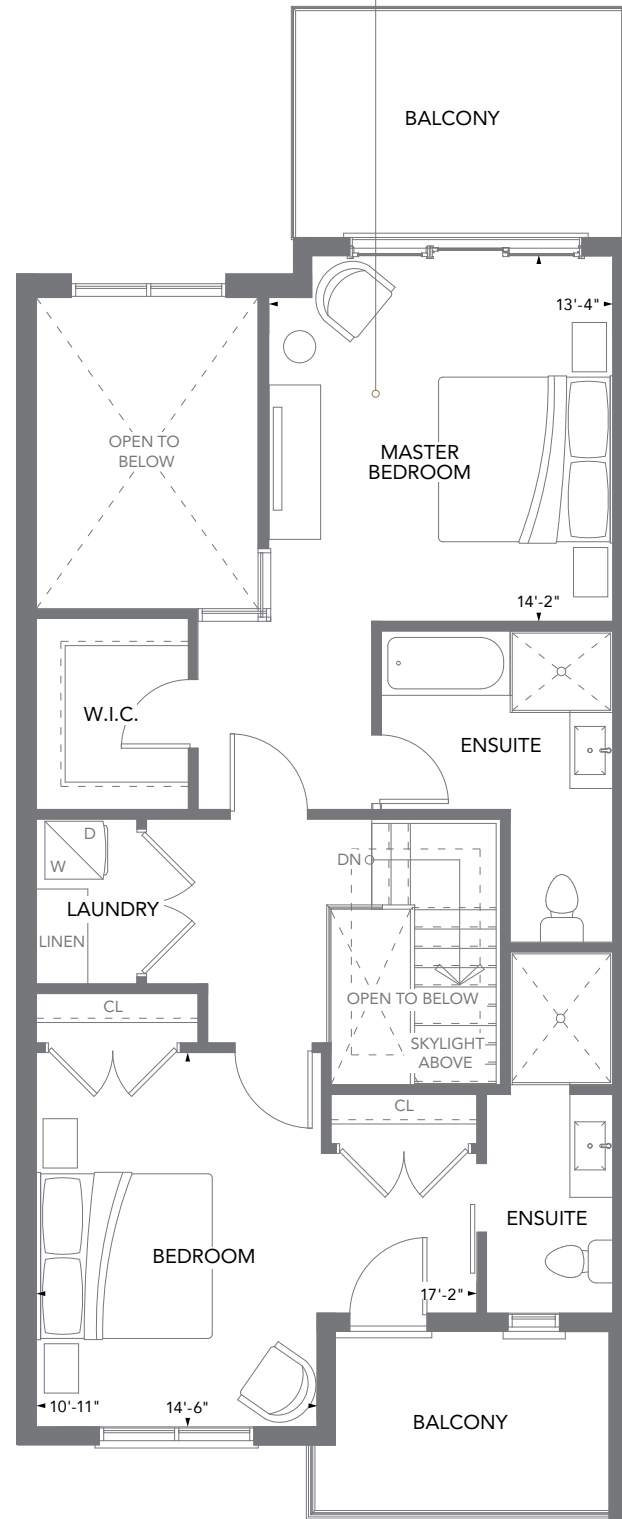 BALCONY
13'-4"
OPEN TO
BELOW
MASTER
BEDROOM
14'-2"
W.I.C.
ENSUITE
D
W
DN
LAUNDRY
LINEN
OPEN TO BELOW
CL
SKYLIGHT
ABOVE
CL
ENSUITE
BEDROOM
17'-2"
10'-11"
14'-6"
BALCONY